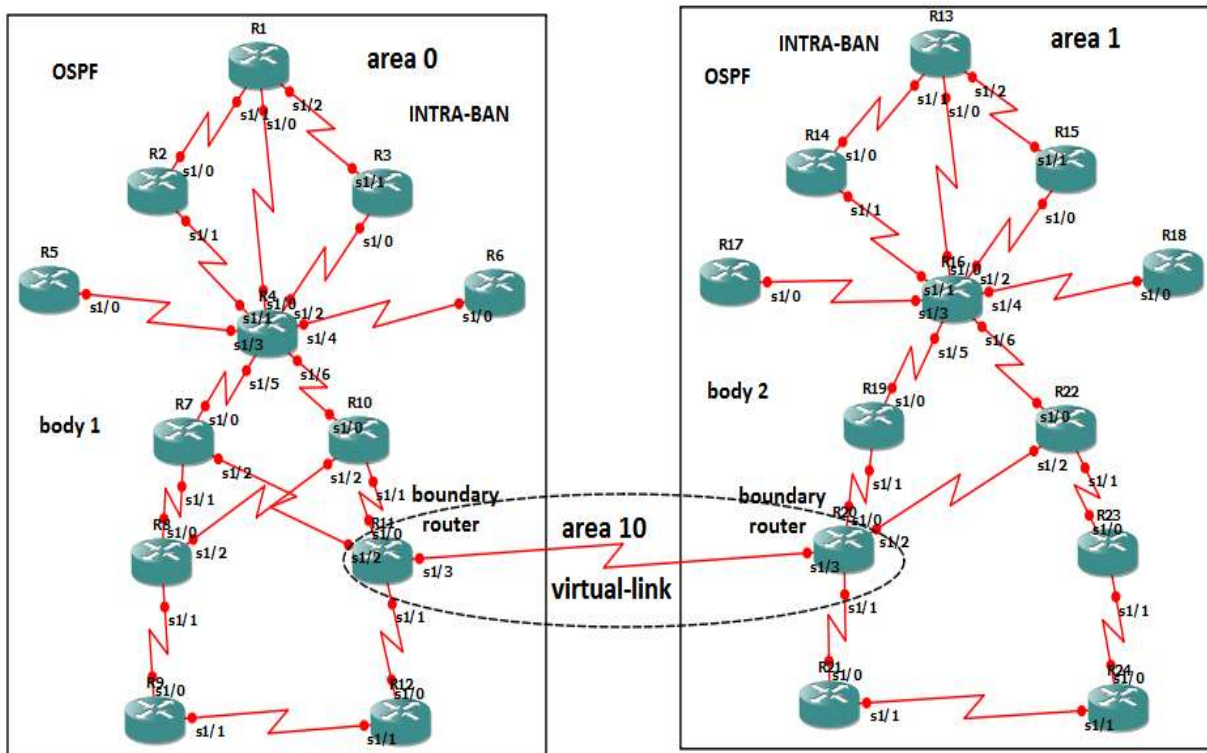 R1
area 0
OSPF
s1/2
s1/1
s1/0
INTRA-BAN
R2
s1/0
R3
s1/1
s1/1
s1/0
R5
s1/0
R6
s1/0
R4
s1/0
s1/1
s1/2
s1/3
s1/4
s1/5
s1/6
body 1
R7
s1/0
R10
s1/0
s1/2
s1/1
s1/2
s1/1
R8
s1/0
s1/2
s1/1
boundary
router
R11
s1/0
s1/2
s1/3
s1/1
R9
s1/0
s1/1
R12
s1/0
s1/1
area 10
virtual-link
R13
INTRA-BAN
area 1
OSPF
s1/2
s1/1
s1/0
R14
s1/0
R15
s1/1
s1/1
s1/0
R17
s1/0
R18
s1/0
R16
s1/0
s1/1
s1/2
s1/3
s1/4
s1/5
s1/6
body 2
R19
s1/0
R22
s1/0
s1/1
s1/2
s1/1
boundary
router
R20
s1/0
s1/2
s1/3
s1/1
R23
s1/0
s1/1
R21
s1/0
s1/1
R24
s1/0
s1/1